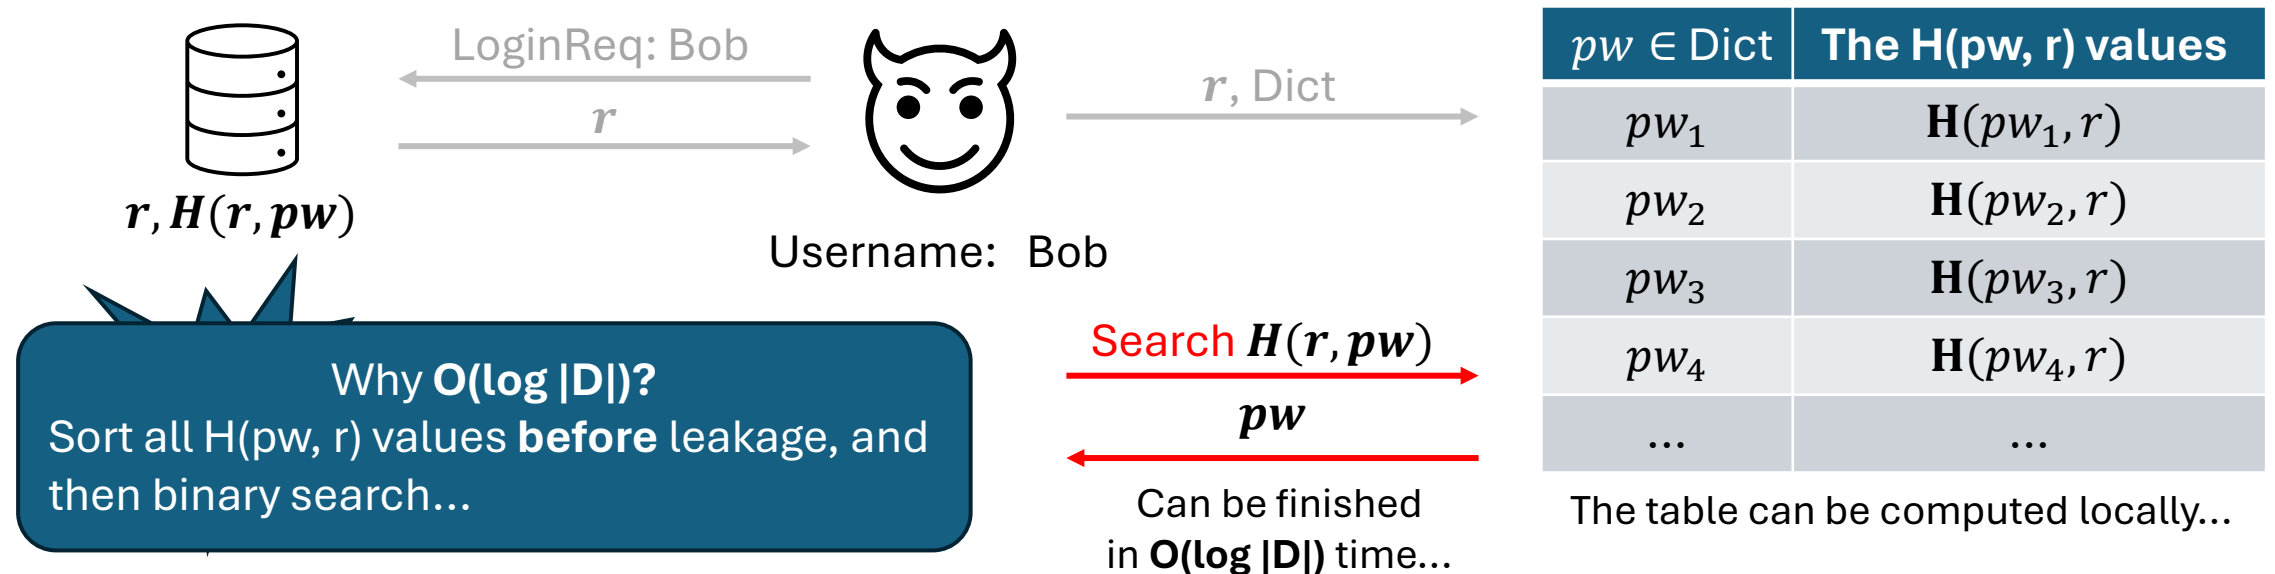 LoginReq: Bob
r
r, H(r, pw)
Username: Bob
r, Dict
Why O(log |D|)?
Sort all H(pw, r) values before leakage, and
then binary search...
Search H(r, pw)
pw
Can be finished
in O(log |D|) time...
pw ∈ Dict The H(pw, r) values
pw₁ H(pw₁, r)
pw₂ H(pw₂, r)
pw₃ H(pw₃, r)
pw₄ H(pw₄, r)
... ...
The table can be computed locally...